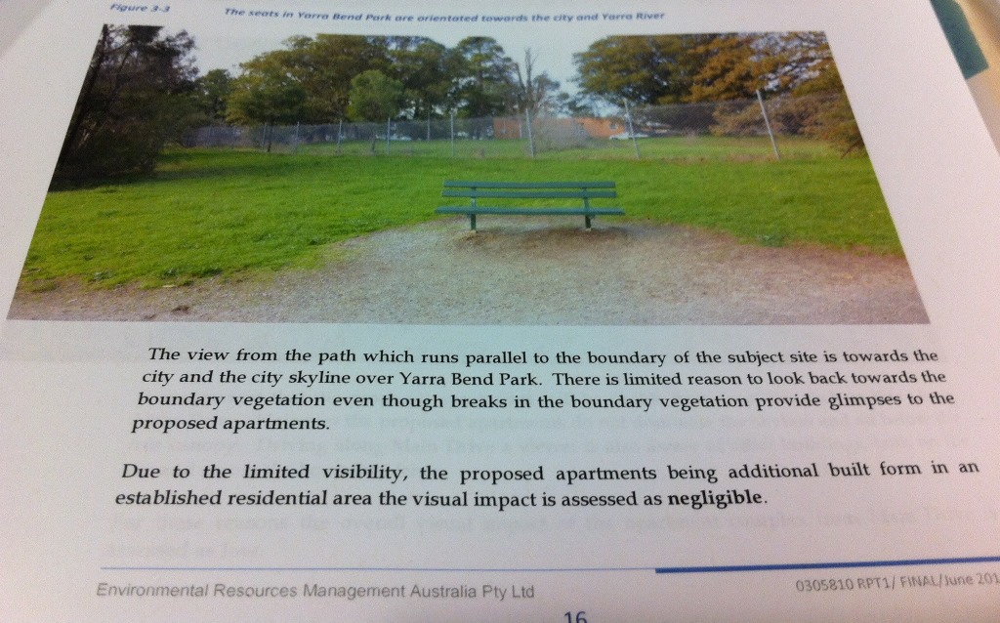 Figure 3-3 The seats in Yarra Bend Park are orientated towards the city and Yarra River
The view from the path which runs parallel to the boundary of the subject site is towards the
city and the city skyline over Yarra Bend Park. There is limited reason to look back towards the
boundary vegetation even though breaks in the boundary vegetation provide glimpses to the
proposed apartments.
Due to the limited visibility, the proposed apartments being additional built form in an
established residential area the visual impact is assessed as negligible.
Environmental Resources Management Australia Pty Ltd
0305810 RPT1/ FINAL/June 201
16